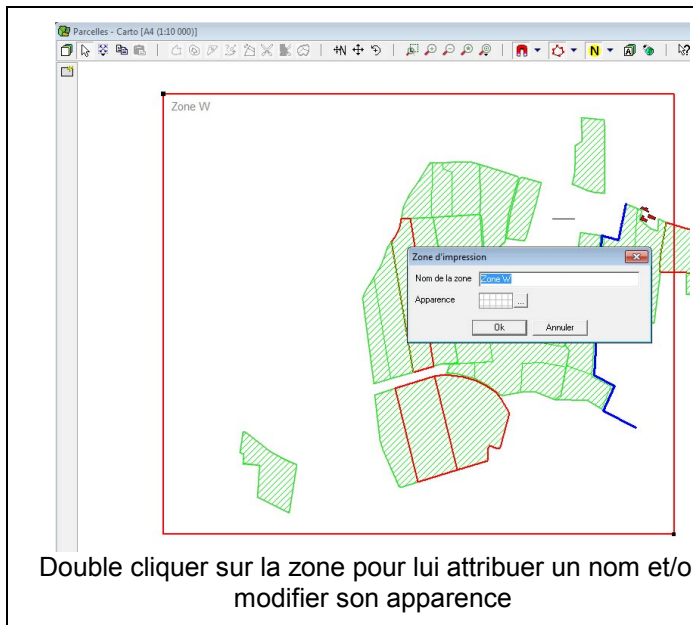 Parcelles - Carto [A4 (1:10 000)]
N
N
A
Zone W
Zone d'impression
Nom de la zone Zone W
Apparence ...
Ok Annuler
Double cliquer sur la zone pour lui attribuer un nom et/o
modifier son apparence